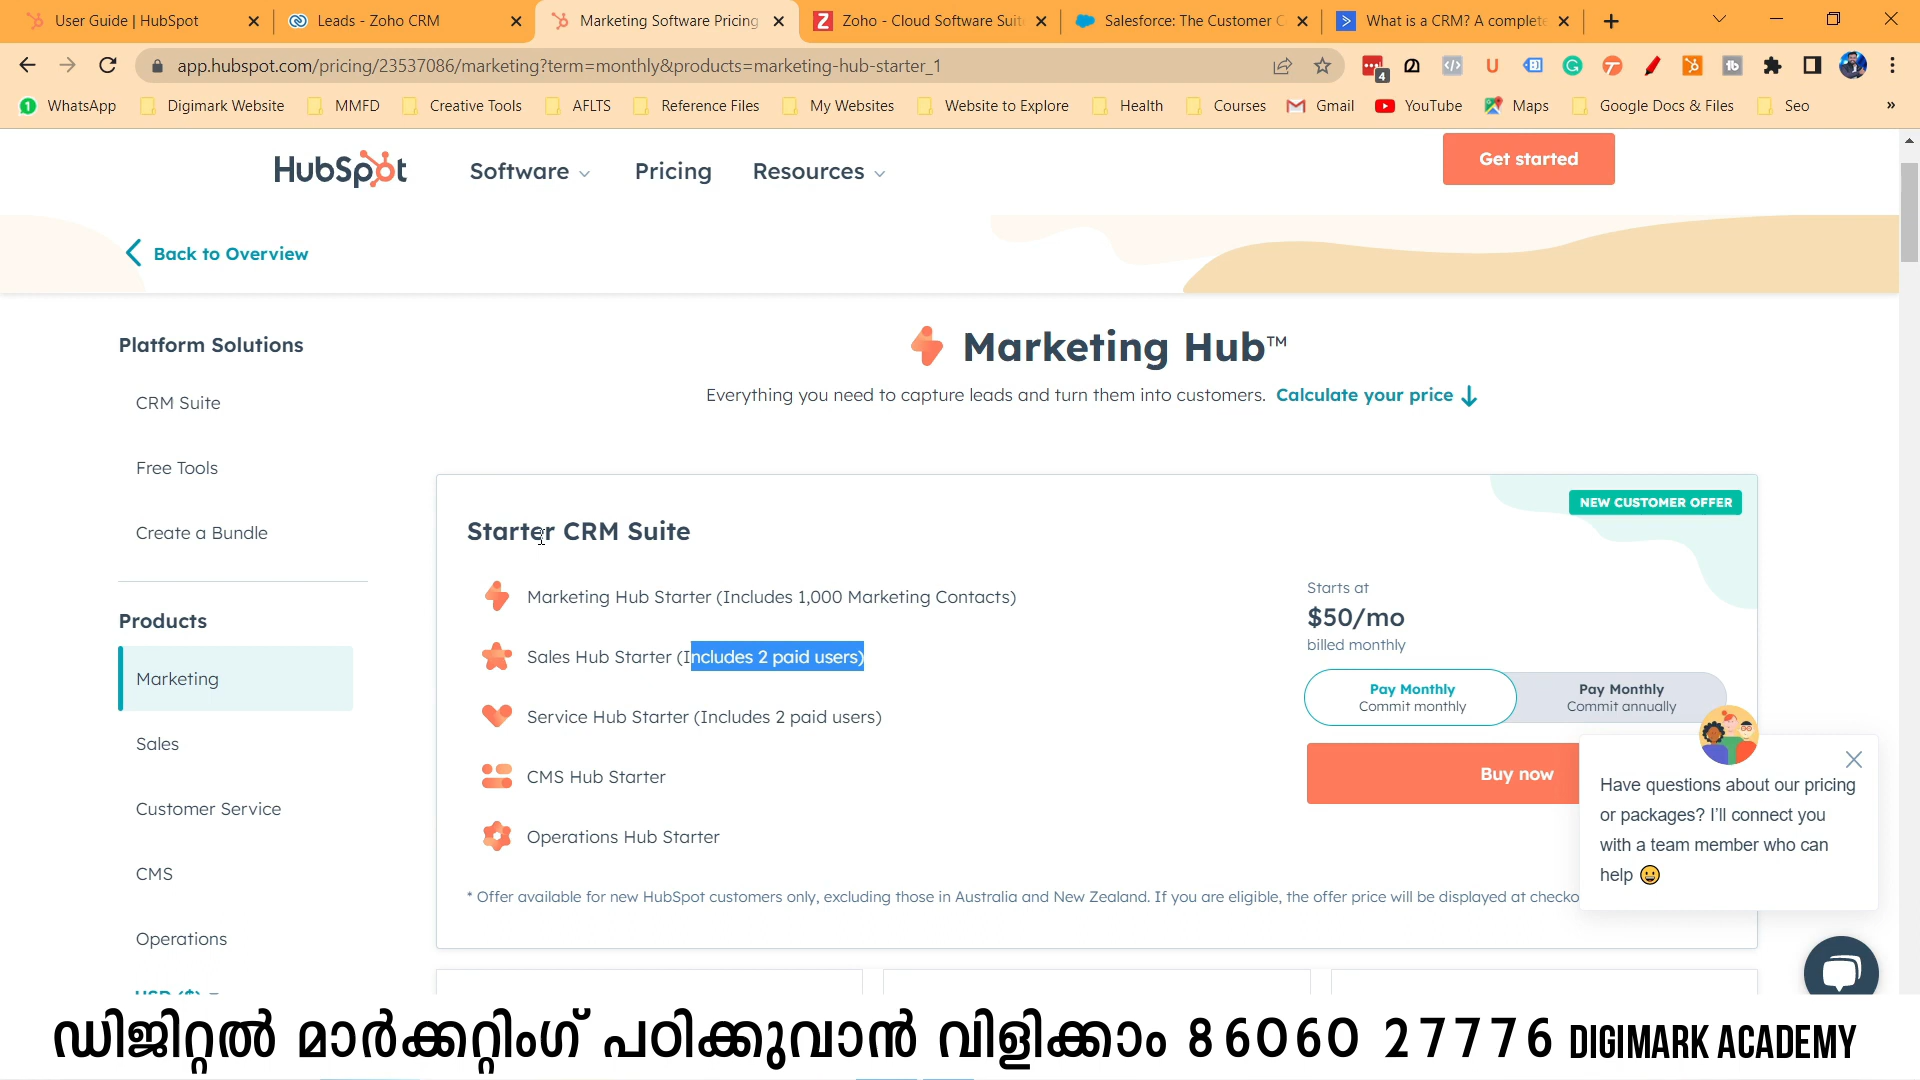 User Guide | HubSpot
Leads - Zoho CRM
Marketing Software Pricing
Zoho - Cloud Software Suit
Salesforce: The Customer C
What is a CRM? A complete
app.hubspot.com/pricing/23537086/marketing?term=monthly&products=marketing-hub-starter_1
4
WhatsApp
Digimark Website
MMFD
Creative Tools
AFLTS
Reference Files
My Websites
Website to Explore
Health
Courses
Gmail
YouTube
Maps
Google Docs & Files
Seo
»
HubSpot
Software
Pricing
Resources
Get started
Back to Overview
Platform Solutions
CRM Suite
Free Tools
Create a Bundle
Products
Marketing
Sales
Customer Service
CMS
Operations
USD ($)
Marketing Hub™
Everything you need to capture leads and turn them into customers. Calculate your price
NEW CUSTOMER OFFER
Starter CRM Suite
Marketing Hub Starter (Includes 1,000 Marketing Contacts)
Sales Hub Starter (Includes 2 paid users)
Service Hub Starter (Includes 2 paid users)
CMS Hub Starter
Operations Hub Starter
Starts at
$50/mo
billed monthly
Pay Monthly
Commit monthly
Pay Monthly
Commit annually
Buy now
* Offer available for new HubSpot customers only, excluding those in Australia and New Zealand. If you are eligible, the offer price will be displayed at checko
Have questions about our pricing
or packages? I'll connect you
with a team member who can
help 😀
ഡിജിറ്റൽ മാർക്കറ്റിംഗ് പഠിക്കുവാൻ വിളിക്കാം 86060 27776 DIGIMARK ACADEMY